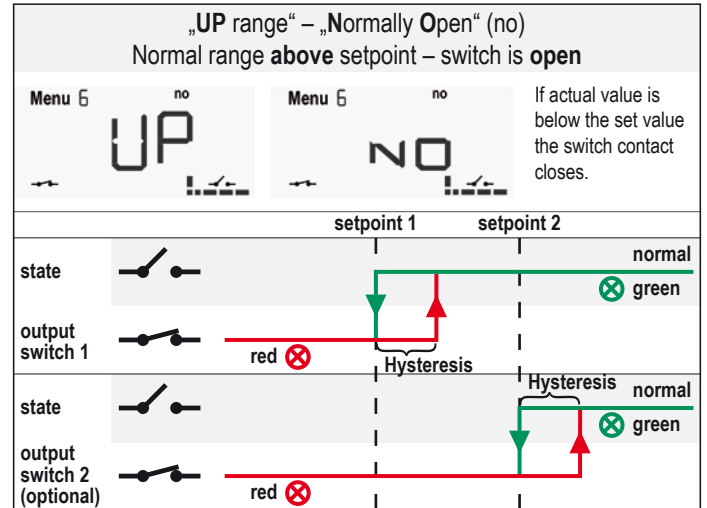 „UP range“ – „Normally Open“ (no)
Normal range above setpoint – switch is open
Menu 6 no
UP
1
Menu 6 no
NO
1
If actual value is
below the set value
the switch contact
closes.
setpoint 1 setpoint 2
state
normal
green
output
switch 1
red
Hysteresis
state
Hysteresis
normal
green
output
switch 2
(optional)
red